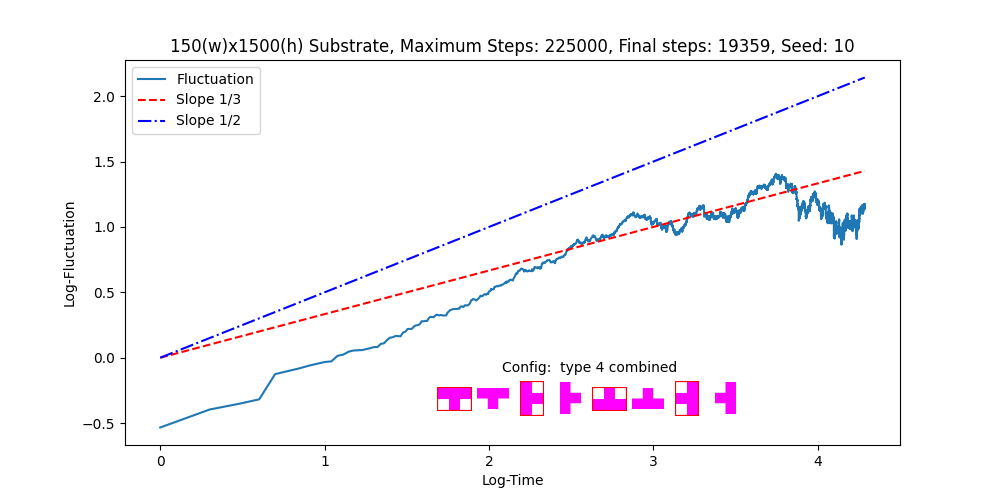 150(w)x1500(h) Substrate, Maximum Steps: 225000, Final steps: 19359, Seed: 10
Fluctuation
Slope 1/3
Slope 1/2
2.0
1.5
1.0
0.5
0.0
−0.5
Log-Fluctuation
Config:  type 4 combined
0 1 2 3 4
Log-Time